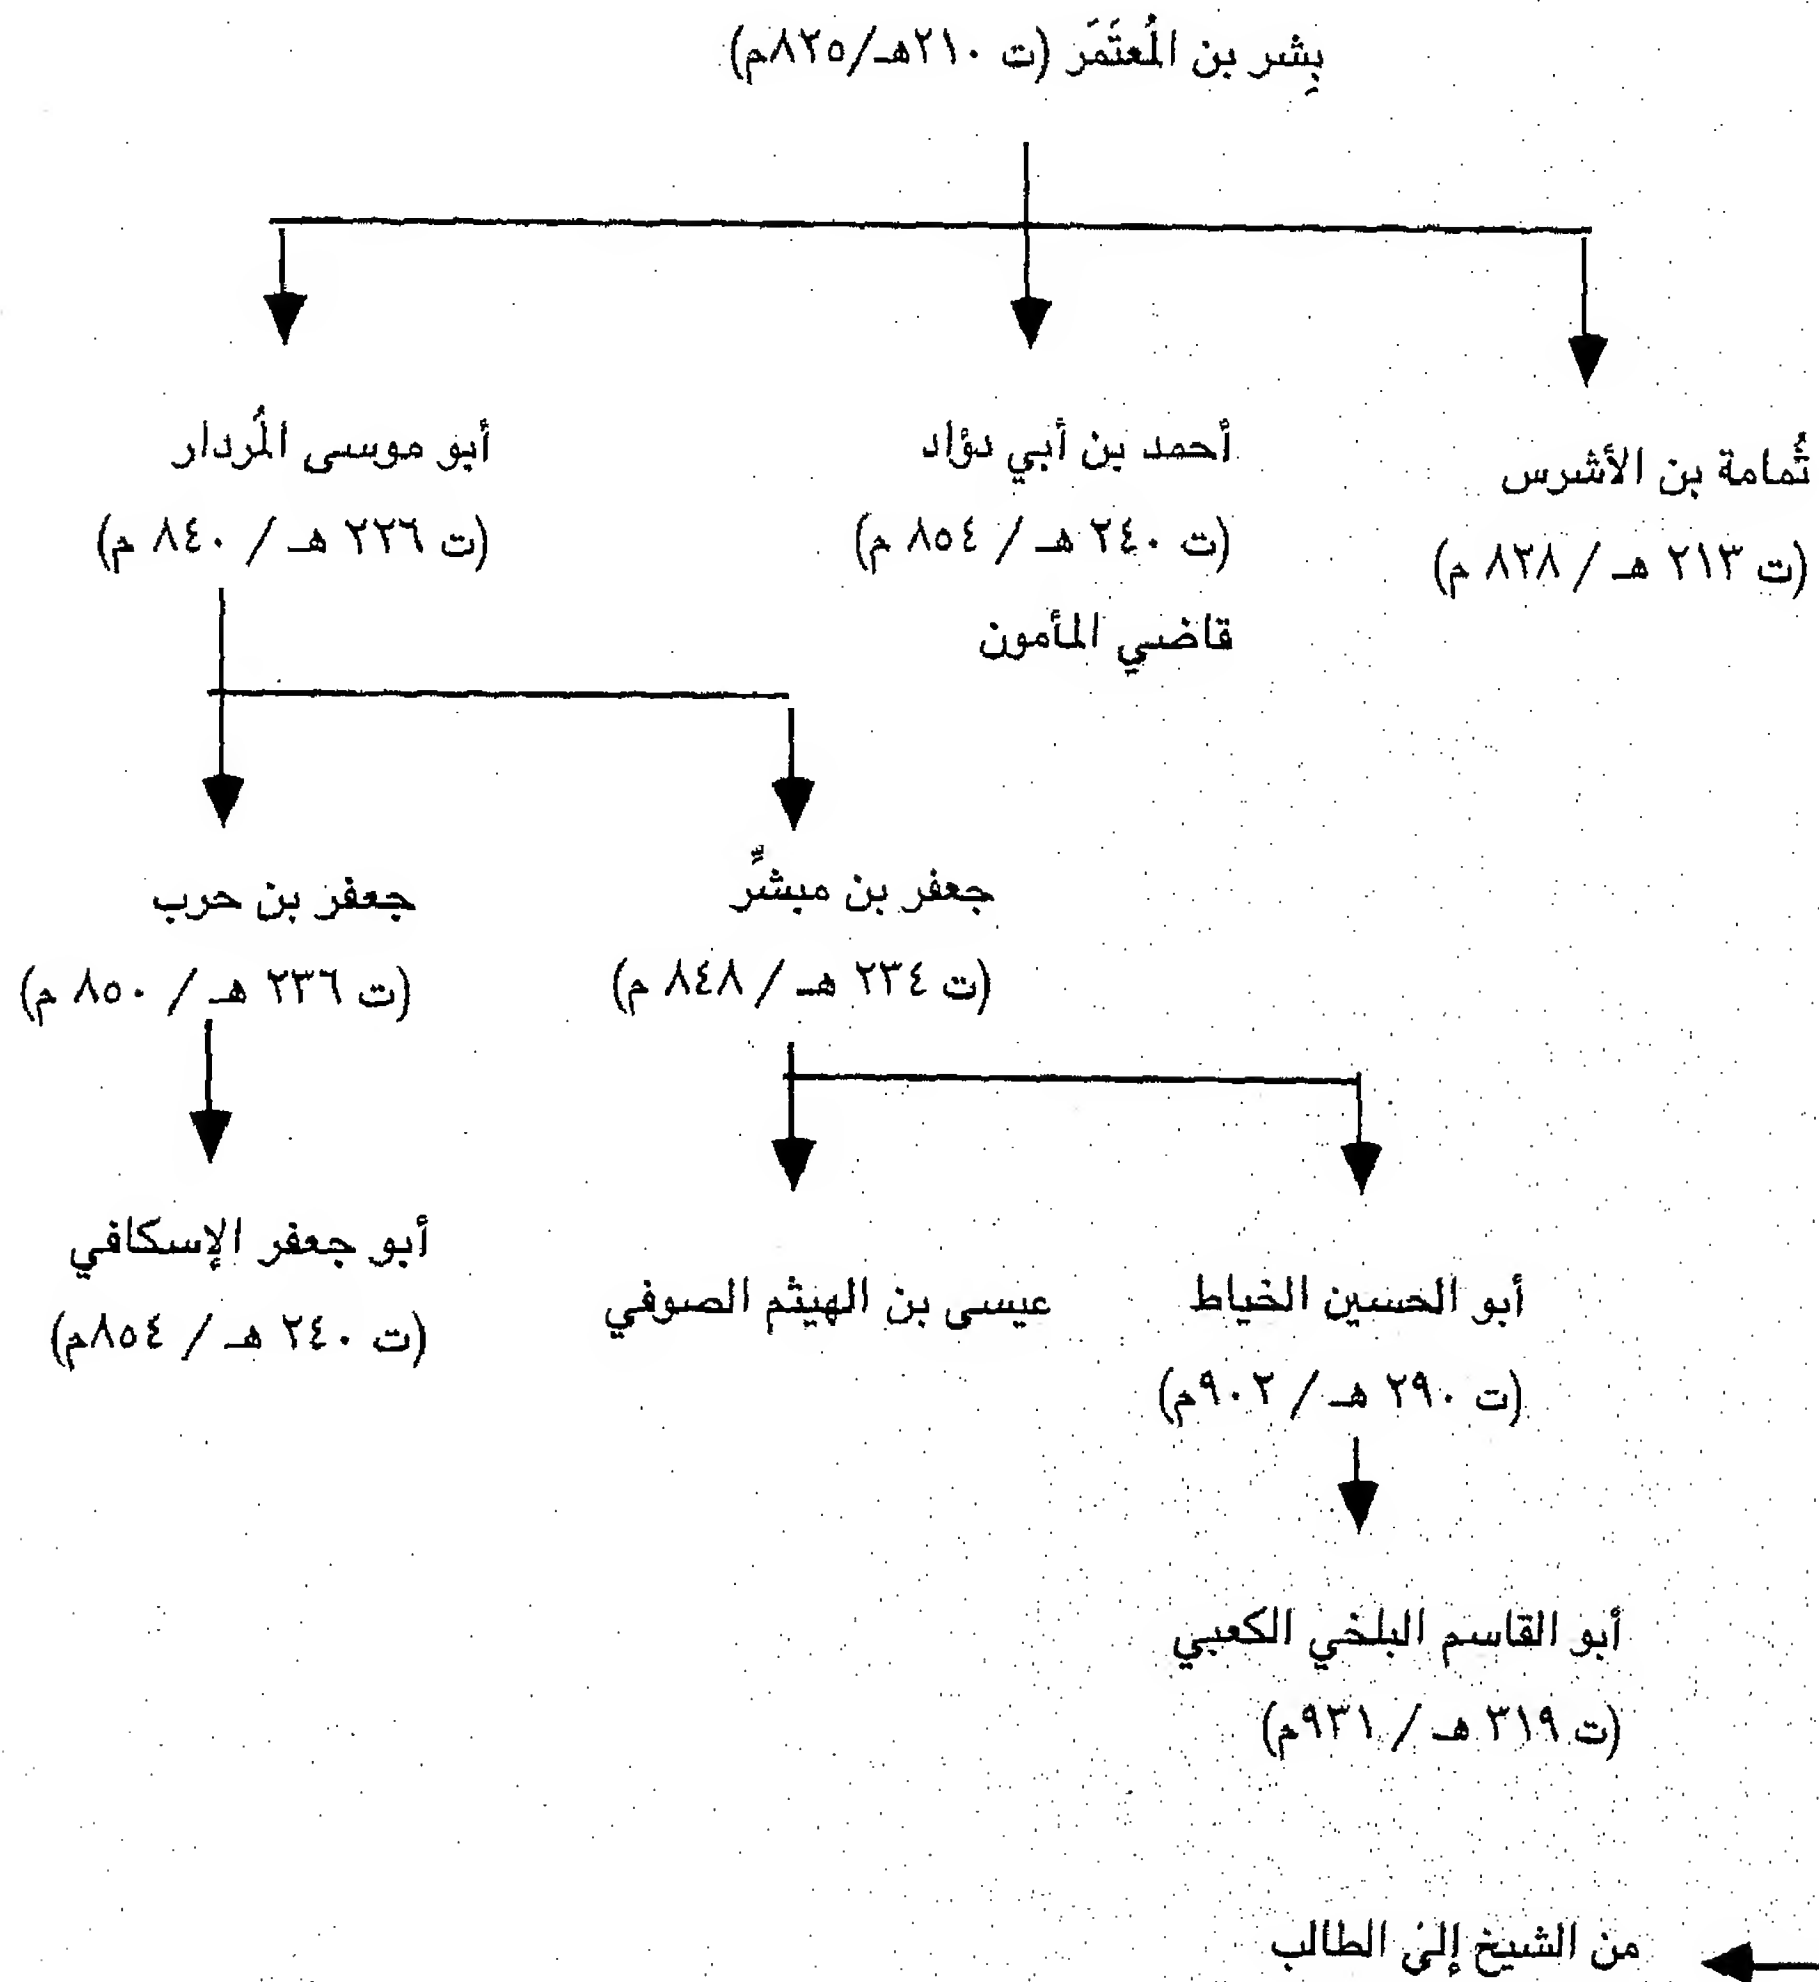 بِشر بن المُعتَمَر (ت ٢١٠هـ/٨٢٥م)
ثُمامة بن الأشرس
(ت ٢١٣ هـ / ٨٢٨ م)
أحمد بن أبي دؤاد
(ت ٢٤٠ هـ / ٨٥٤ م)
قاضي المأمون
أبو موسى المُردار
(ت ٢٢٦ هـ / ٨٤٠ م)
جعفر بن مبشِّر
(ت ٢٣٤ هـ / ٨٤٨ م)
جعفر بن حرب
(ت ٢٣٦ هـ / ٨٥٠ م)
أبو الحسين الخياط
(ت ٢٩٠ هـ / ٩٠٢م)
عيسى بن الهيثم الصوفي
أبو جعفر الإسكافي
(ت ٢٤٠ هـ / ٨٥٤م)
أبو القاسم البلخي الكعبي
(ت ٣١٩ هـ / ٩٣١م)
من الشيخ إلى الطالب